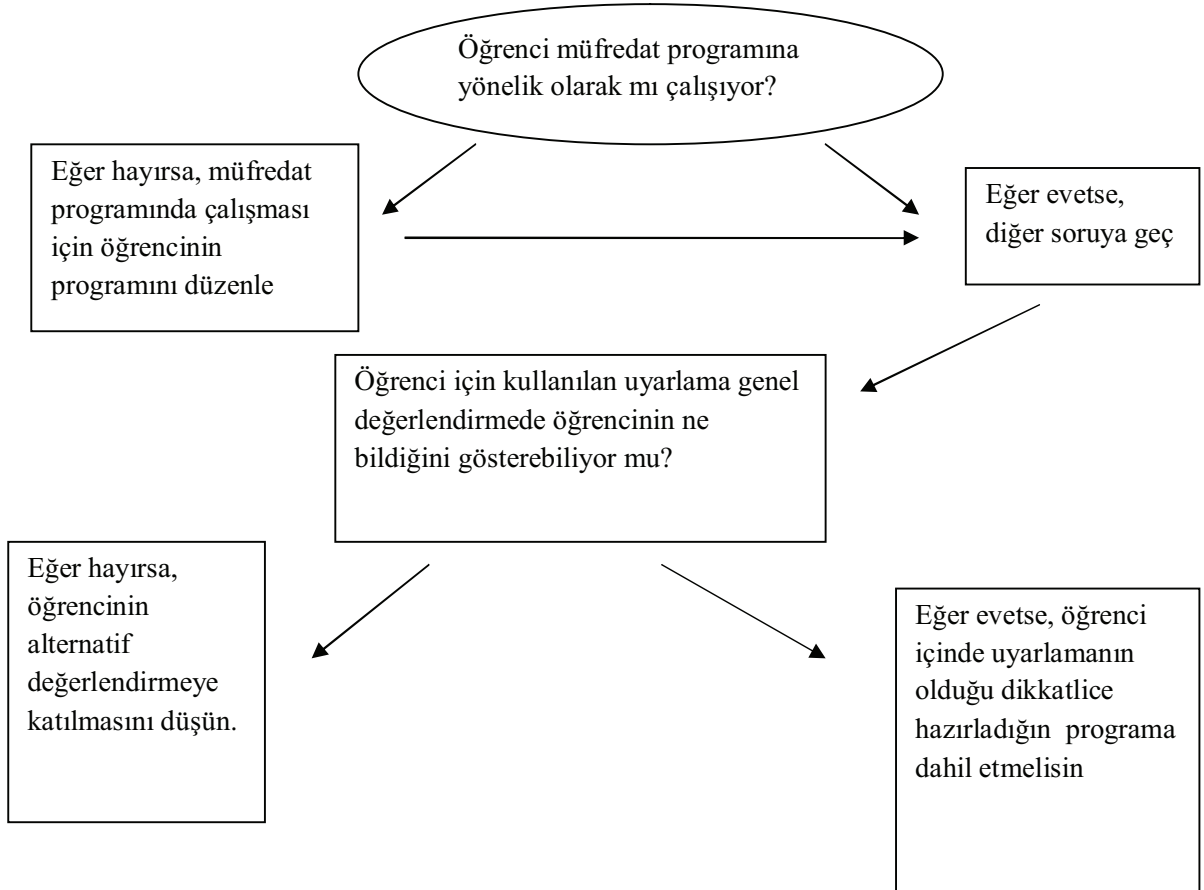 Öğrenci müfredat programına
yönelik olarak mı çalışıyor?
Eğer hayırsa, müfredat
programında çalışması
için öğrencinin
programını düzenle
Eğer evetse,
diğer soruya geç
Öğrenci için kullanılan uyarlama genel
değerlendirmede öğrencinin ne
bildiğini gösterebiliyor mu?
Eğer hayırsa,
öğrencinin
alternatif
değerlendirmeye
katılmasını düşün.
Eğer evetse, öğrenci
içinde uyarlamanın
olduğu dikkatlice
hazırladığın programa
dahil etmelisin